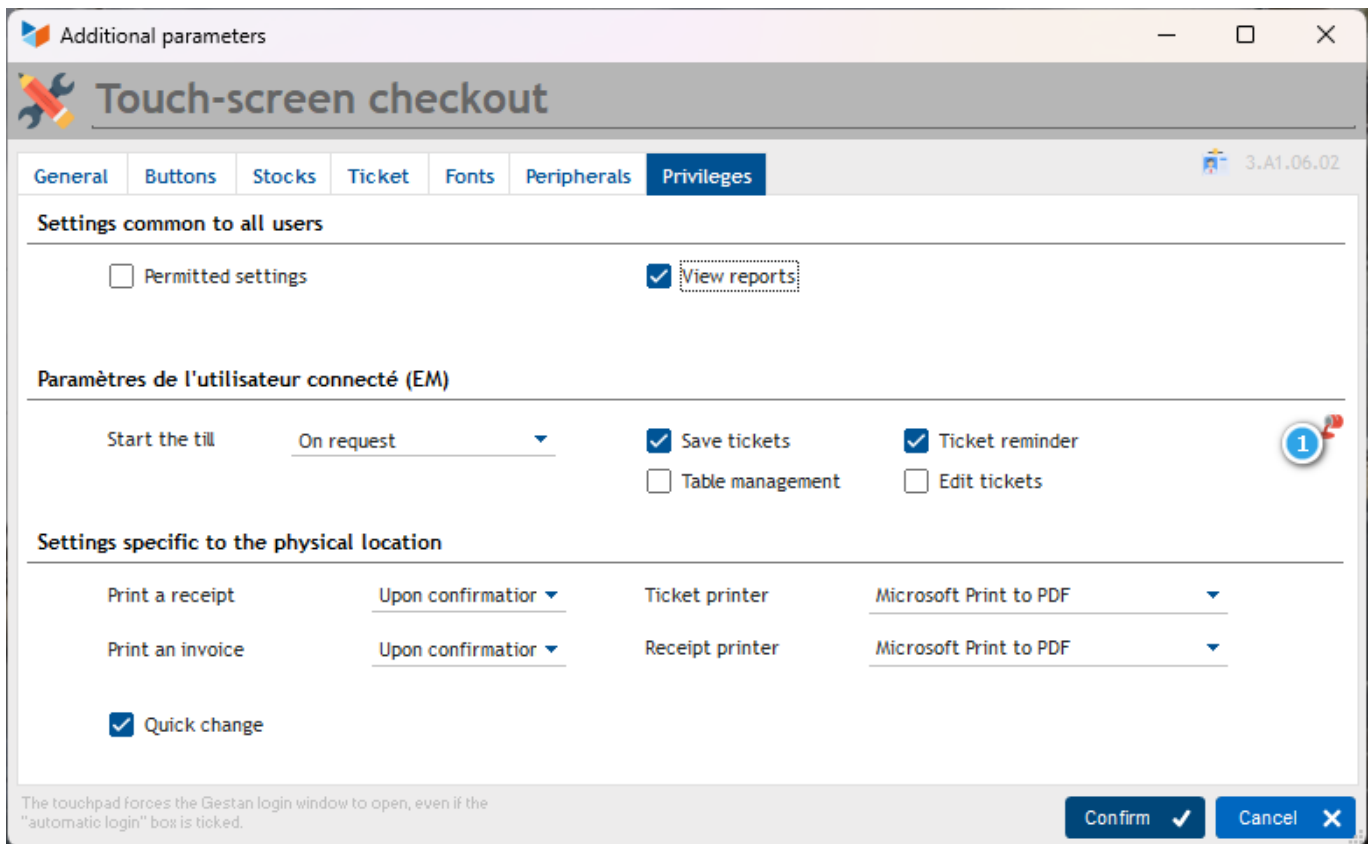 Additional parameters
Touch-screen checkout
General Buttons Stocks Ticket Fonts Peripherals Privileges 3.A1.06.02
Settings common to all users
Permitted settings View reports
Paramètres de l'utilisateur connecté (EM)
Start the till On request Save tickets Ticket reminder 1
Table management Edit tickets
Settings specific to the physical location
Print a receipt Upon confirmatior Ticket printer Microsoft Print to PDF
Print an invoice Upon confirmatior Receipt printer Microsoft Print to PDF
Quick change
The touchpad forces the Gestan login window to open, even if the
"automatic login" box is ticked.
Confirm Cancel